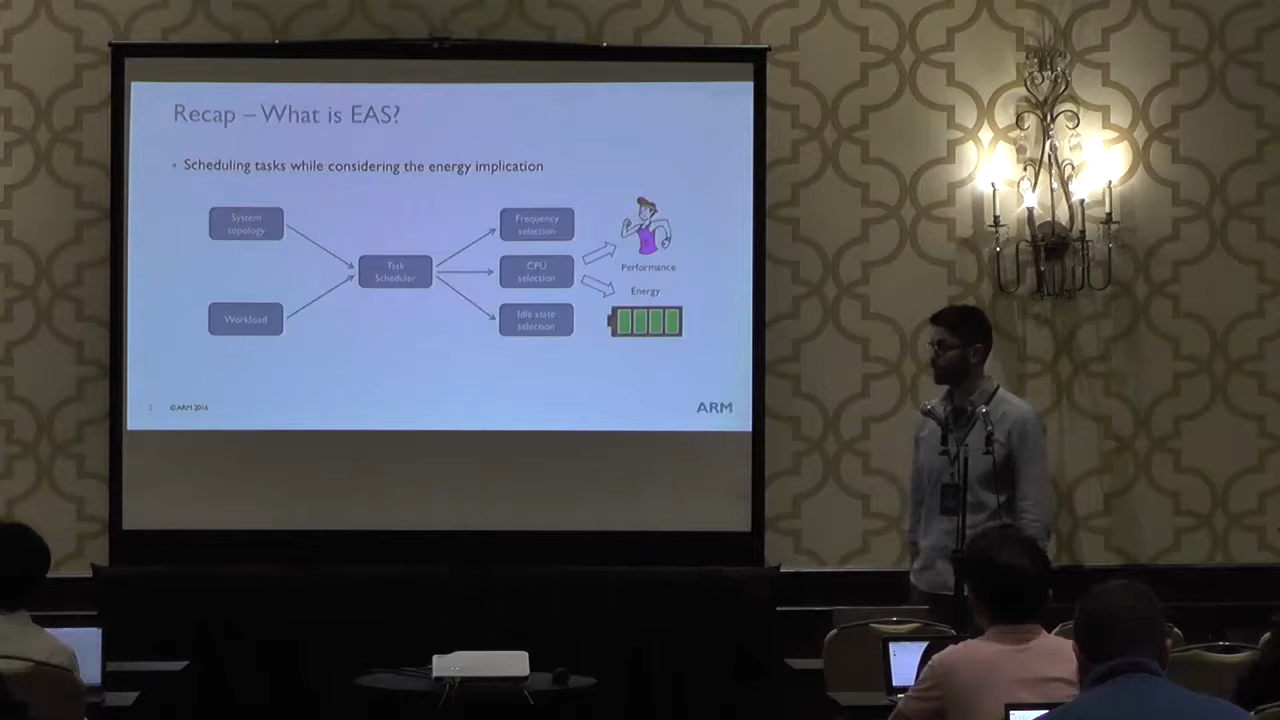 Recap – What is EAS?
• Scheduling tasks while considering the energy implication
System
topology
Workload
Task
Scheduler
Frequency
selection
CPU
selection
Idle state
selection
Performance
Energy
2 ©ARM 2016
ARM